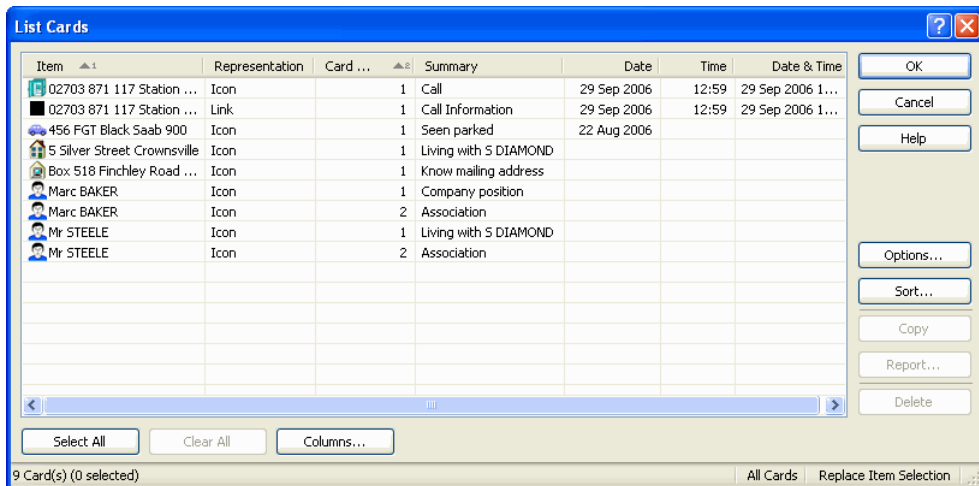 List Cards
Item 1 Representation Card ... 2 Summary Date Time Date & Time
02703 871 117 Station ... Icon 1 Call 29 Sep 2006 12:59 29 Sep 2006 1...
02703 871 117 Station ... Link 1 Call Information 29 Sep 2006 12:59 29 Sep 2006 1...
456 FGT Black Saab 900 Icon 1 Seen parked 22 Aug 2006
5 Silver Street Crownsville Icon 1 Living with S DIAMOND
Box 518 Finchley Road ... Icon 1 Know mailing address
Marc BAKER Icon 1 Company position
Marc BAKER Icon 2 Association
Mr STEELE Icon 1 Living with S DIAMOND
Mr STEELE Icon 2 Association
OK
Cancel
Help
Options...
Sort...
Copy
Report...
Delete
Select All Clear All Columns...
9 Card(s) (0 selected) All Cards Replace Item Selection